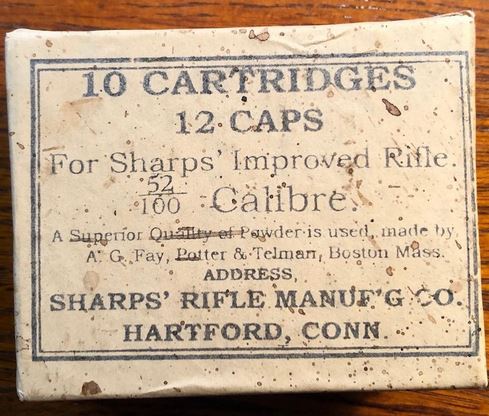 10 CARTRIDGES
12 CAPS
For Sharps' Improved Rifle.
52/100 Calibre.
A Superior Quality of Powder is used, made by
A. G. Fay, Potter & Telman, Boston Mass.
ADDRESS,
SHARPS' RIFLE MANUF'G CO.
HARTFORD, CONN.